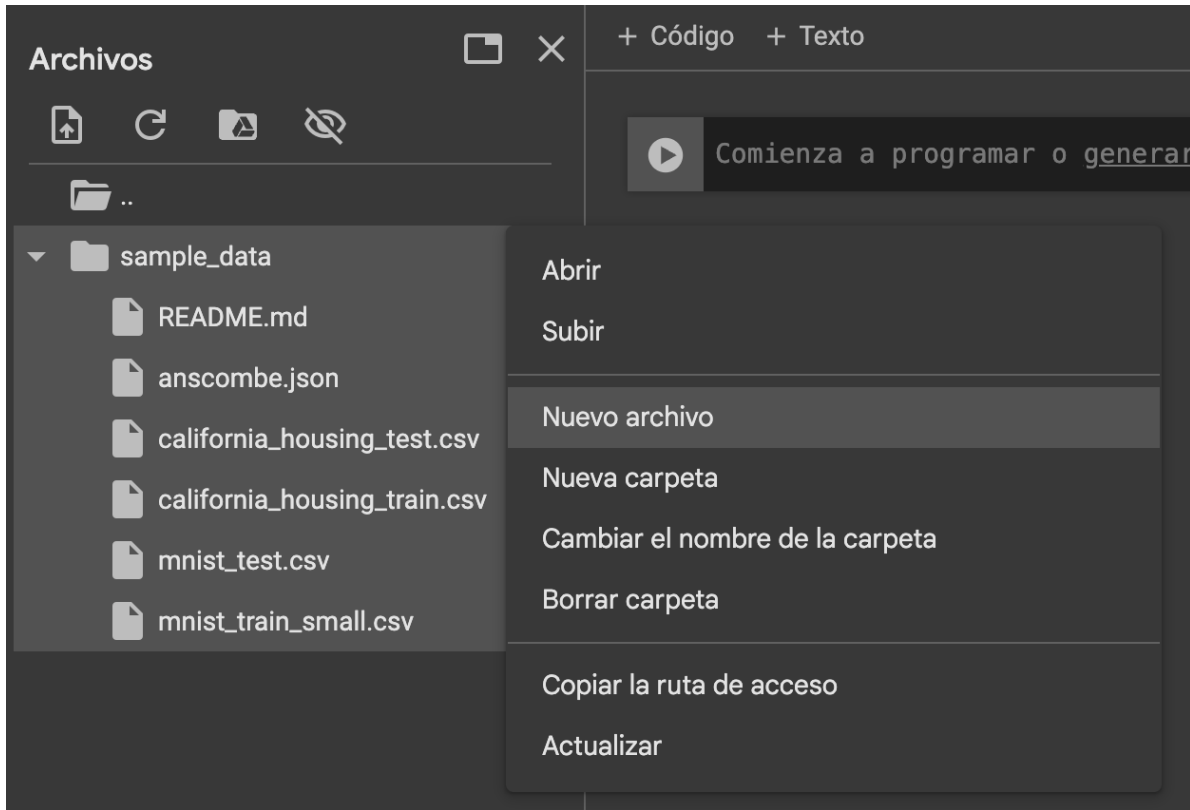 Archivos
+ Código + Texto
Comienza a programar o generar
..
sample_data
README.md
anscombe.json
california_housing_test.csv
california_housing_train.csv
mnist_test.csv
mnist_train_small.csv
Abrir
Subir
Nuevo archivo
Nueva carpeta
Cambiar el nombre de la carpeta
Borrar carpeta
Copiar la ruta de acceso
Actualizar